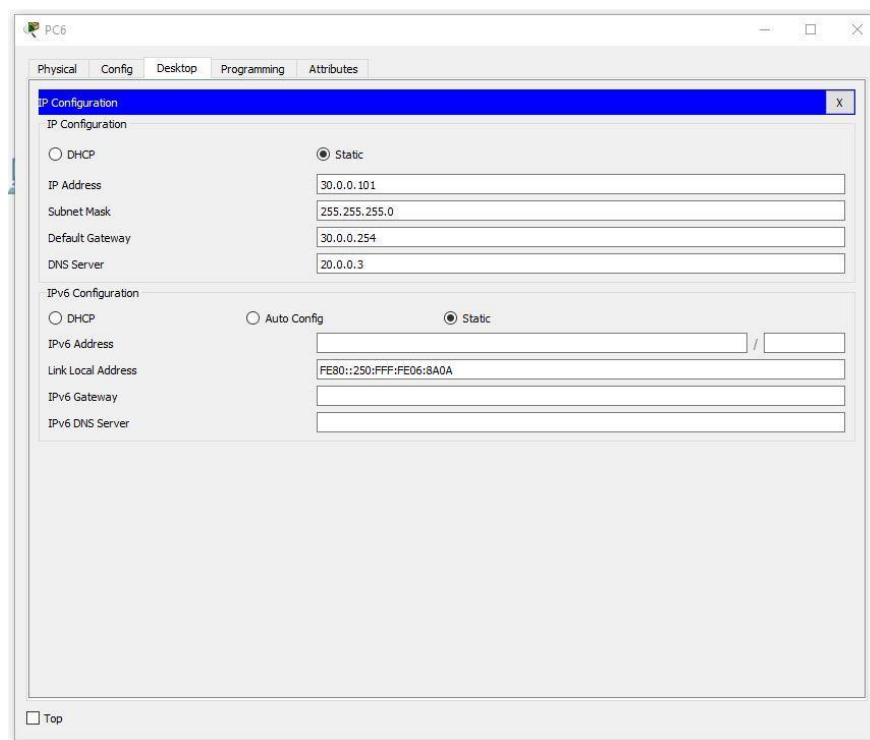 PC6
Physical Config Desktop Programming Attributes
IP Configuration X
IP Configuration
DHCP Static
IP Address 30.0.0.101
Subnet Mask 255.255.255.0
Default Gateway 30.0.0.254
DNS Server 20.0.0.3
IPv6 Configuration
DHCP Auto Config Static
IPv6 Address /
Link Local Address FE80::250:FFF:FE06:8A0A
IPv6 Gateway
IPv6 DNS Server
Top